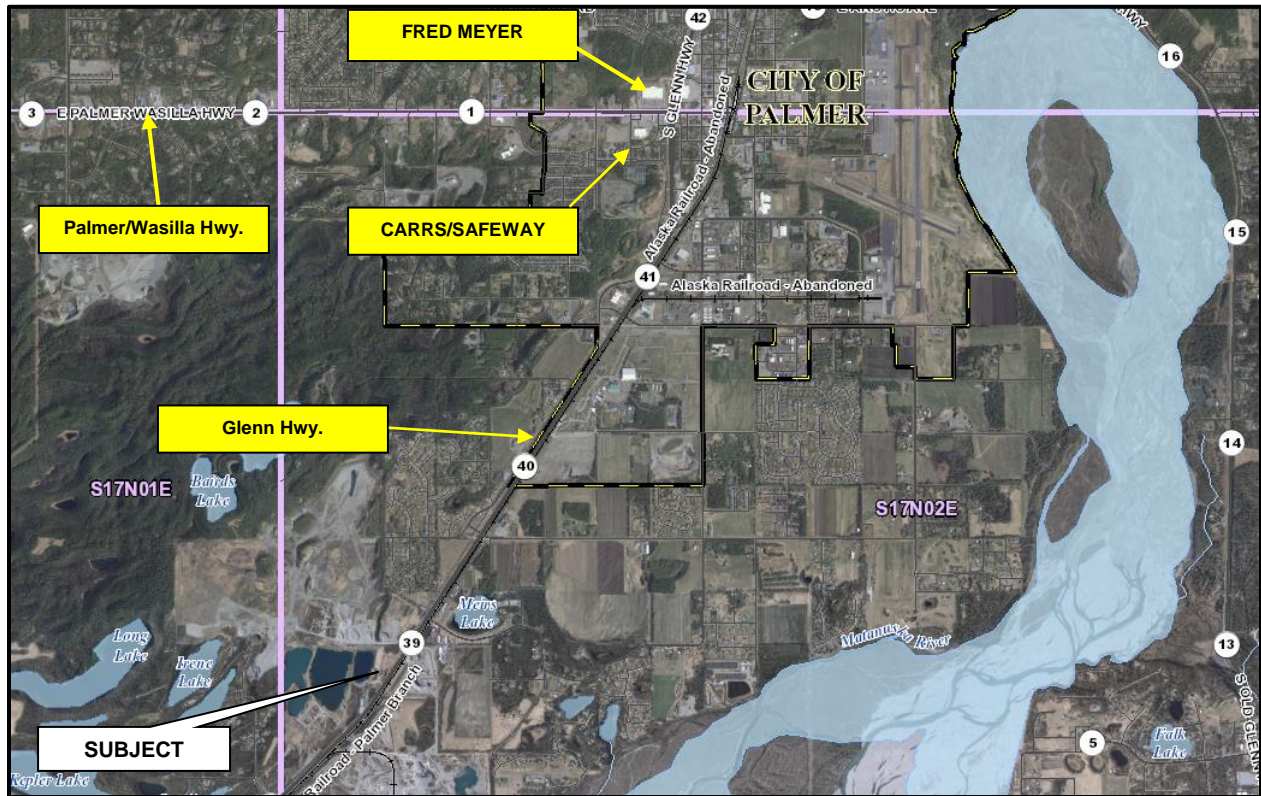 FRED MEYER
42
S GLENN HWY
16
CITY OF
PALMER
3
E PALMER WASILLA HWY
2
1
Palmer/Wasilla Hwy.
CARRS/SAFEWAY
Alaska Railroad - Abandoned
15
41
Alaska Railroad - Abandoned
Glenn Hwy.
40
14
S17N01E
Bairds
Lake
S17N02E
Meirs
Lake
Long
Lake
Irene
Lake
39
Matanuska River
13
S OLD GLENN
SUBJECT
Railroad - Palmer Branch
5
Falk
Lake
Kepler Lake